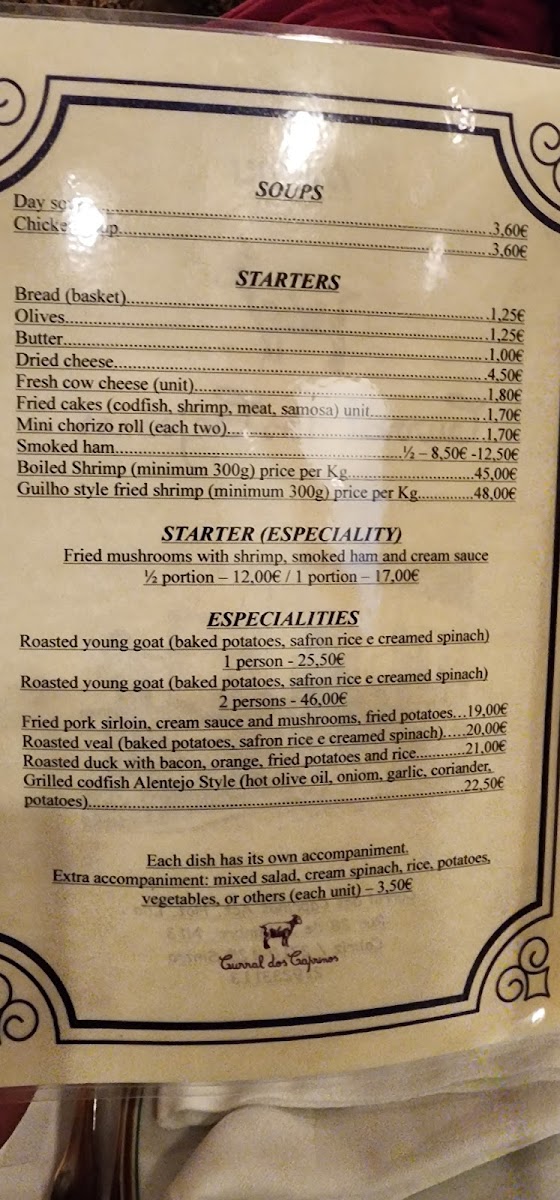 SOUPS
Day so..........3,60€
Chicke up..........3,60€
STARTERS
Bread (basket)..........1,25€
Olives..........1,25€
Butter..........1,00€
Dried cheese..........4,50€
Fresh cow cheese (unit)..........1,80€
Fried cakes (codfish, shrimp, meat, samosa) unit..........1,70€
Mini chorizo roll (each two)..........1,70€
Smoked ham..........½ – 8,50€ -12,50€
Boiled Shrimp (minimum 300g) price per Kg..........45,00€
Guilho style fried shrimp (minimum 300g) price per Kg..........48,00€
STARTER (ESPECIALITY)
Fried mushrooms with shrimp, smoked ham and cream sauce
½ portion – 12,00€ / 1 portion – 17,00€
ESPECIALITIES
Roasted young goat (baked potatoes, safron rice e creamed spinach)
1 person - 25,50€
Roasted young goat (baked potatoes, safron rice e creamed spinach)
2 persons - 46,00€
Fried pork sirloin, cream sauce and mushrooms, fried potatoes...19,00€
Roasted veal (baked potatoes, safron rice e creamed spinach).....20,00€
Roasted duck with bacon, orange, fried potatoes and rice..........21,00€
Grilled codfish Alentejo Style (hot olive oil, oniom, garlic, coriander,
potatoes)..........22,50€
Each dish has its own accompaniment.
Extra accompaniment: mixed salad, cream spinach, rice, potatoes,
vegetables, or others (each unit) – 3,50€
Curral dos Caprinos